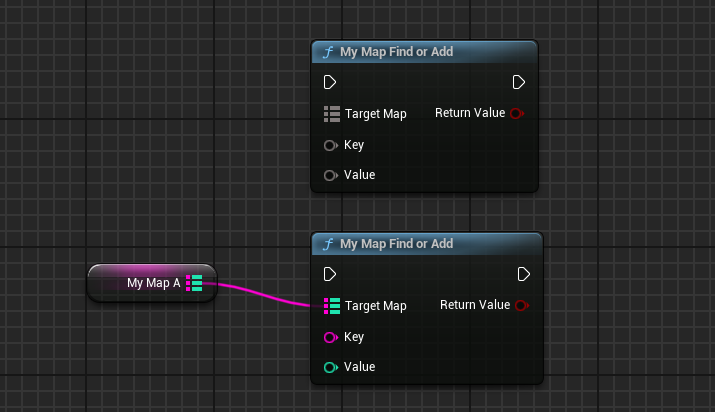 f My Map Find or Add
Target Map Return Value
Key
Value
f My Map Find or Add
My Map A
Target Map Return Value
Key
Value